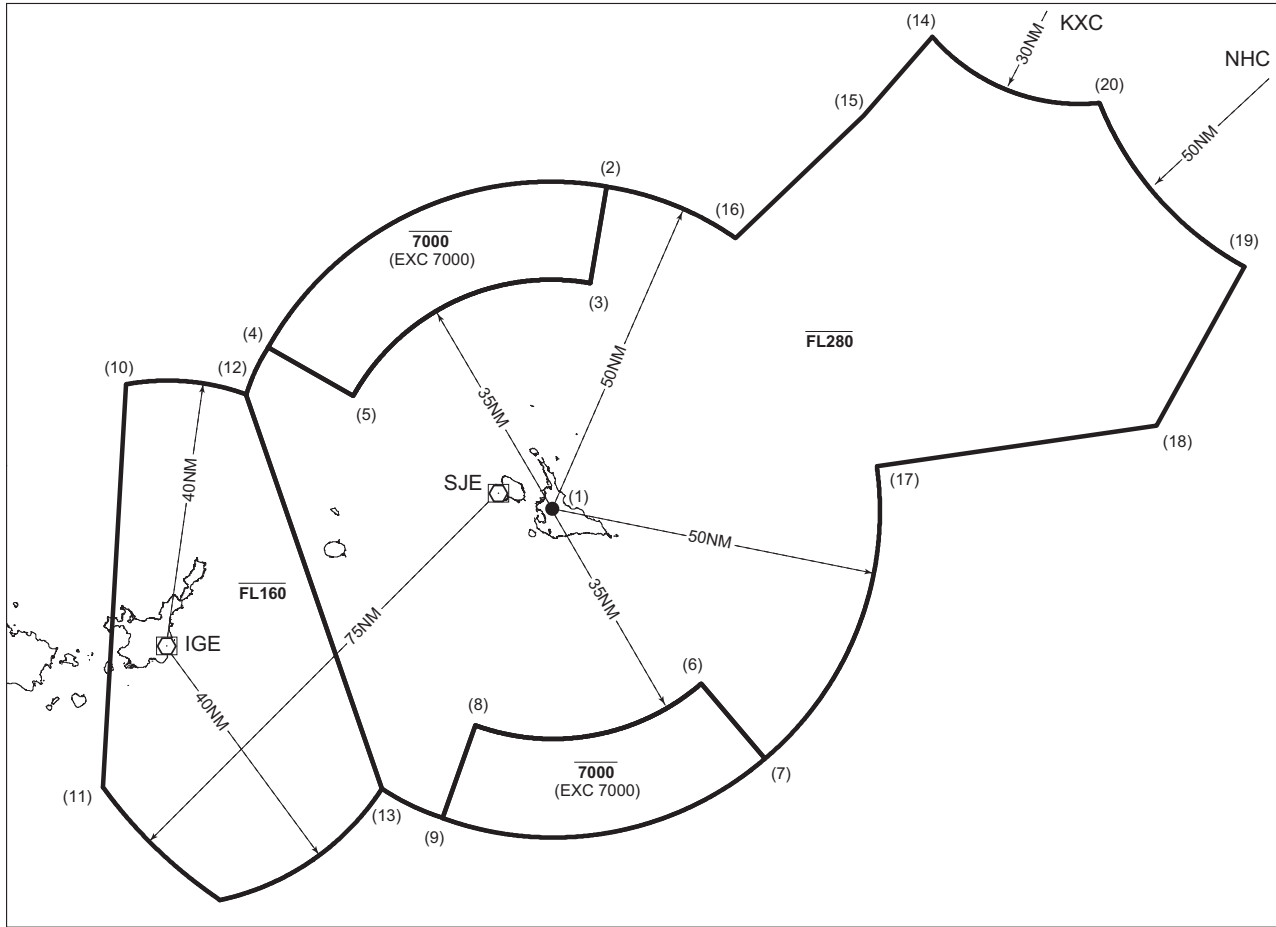 (14)
KXC
30NM
NHC
(15)
(20)
50NM
(2)
(16)
7000
(EXC 7000)
(19)
(3)
(4)
FL280
(10)
(12)
50NM
(5)
35NM
(18)
40NM
SJE
(1)
(17)
50NM
FL160
35NM
75NM
IGE
(6)
40NM
(8)
7000
(EXC 7000)
(7)
(11)
(13)
(9)